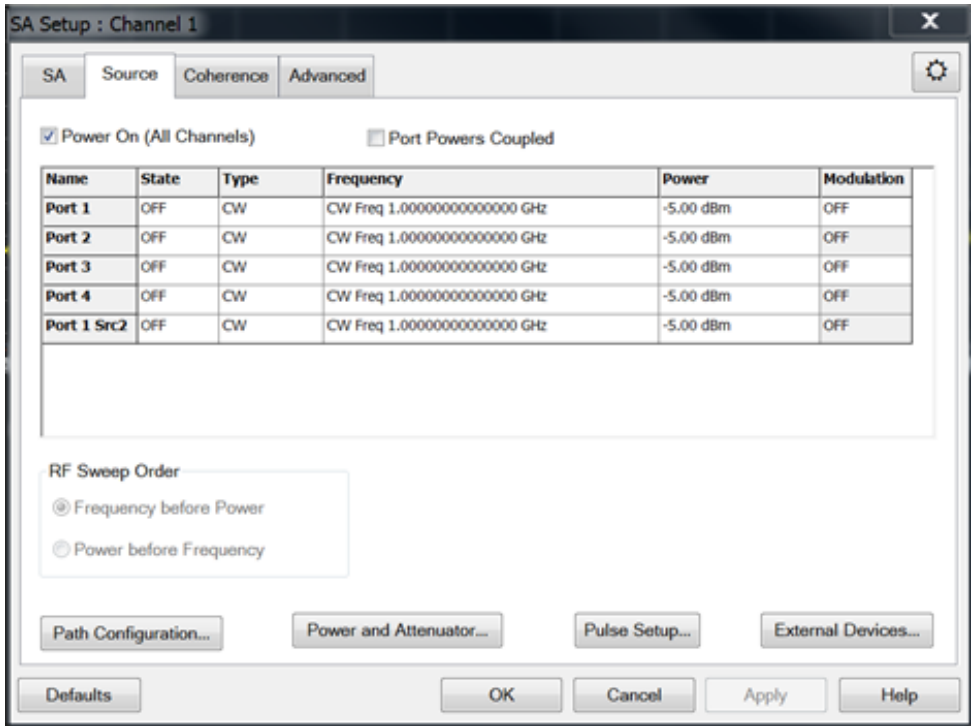 SA Setup : Channel 1
SA Source Coherence Advanced
Power On (All Channels) Port Powers Coupled
Name State Type Frequency Power Modulation
Port 1 OFF CW CW Freq 1.00000000000000 GHz -5.00 dBm OFF
Port 2 OFF CW CW Freq 1.00000000000000 GHz -5.00 dBm OFF
Port 3 OFF CW CW Freq 1.00000000000000 GHz -5.00 dBm OFF
Port 4 OFF CW CW Freq 1.00000000000000 GHz -5.00 dBm OFF
Port 1 Src2 OFF CW CW Freq 1.00000000000000 GHz -5.00 dBm OFF
RF Sweep Order
Frequency before Power
Power before Frequency
Path Configuration... Power and Attenuator... Pulse Setup... External Devices...
Defaults OK Cancel Apply Help